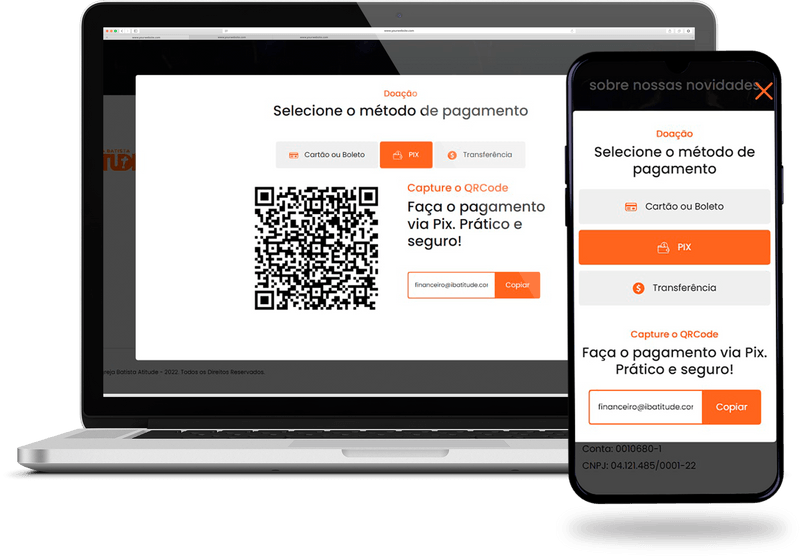 Doação
Selecione o método de pagamento
Cartão ou Boleto
PIX
Transferência
Capture o QRCode
Faça o pagamento
via Pix. Prático e
seguro!
financeiro@ibatitude.cor
Copiar
Igreja Batista Atitude - 2022. Todos os Direitos Reservados.
sobre nossas novidades
Doação
Selecione o método de
pagamento
Cartão ou Boleto
PIX
Transferência
Capture o QRCode
Faça o pagamento via Pix.
Prático e seguro!
financeiro@ibatitude.cor
Copiar
Conta: 0010680-1
CNPJ: 04.121.485/0001-22